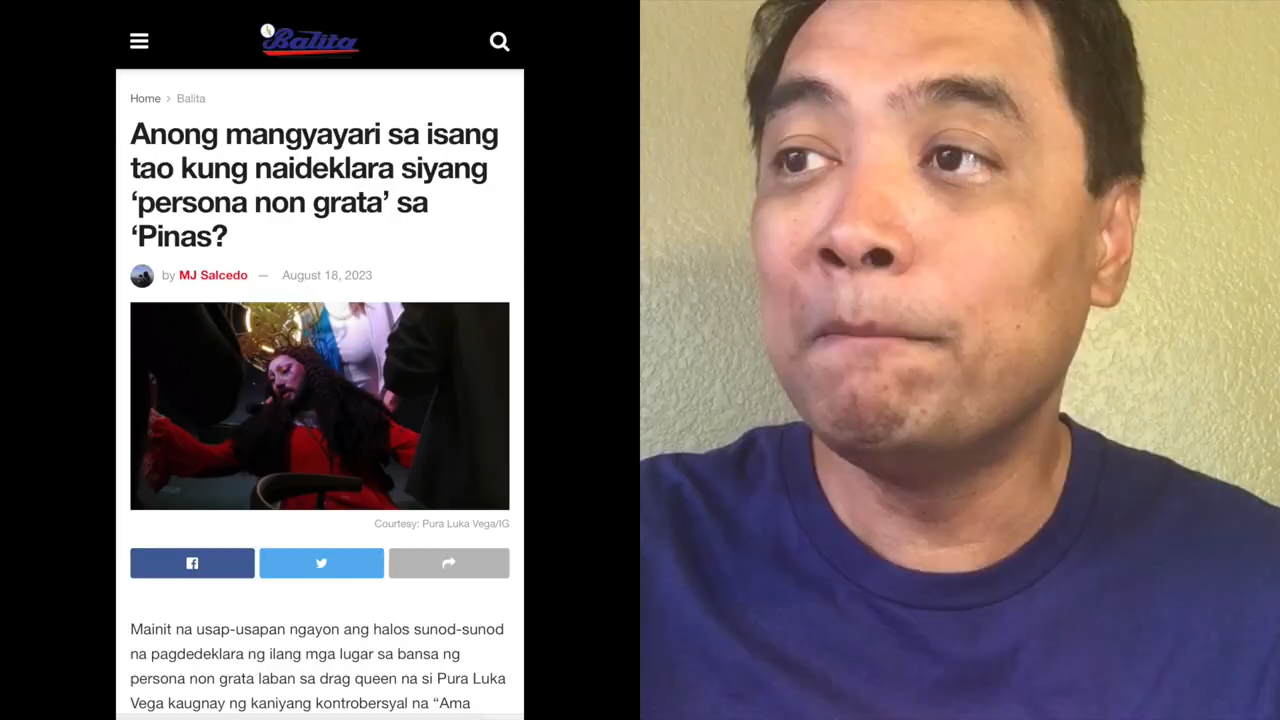 Balita
Home › Balita
Anong mangyayari sa isang
tao kung naideklara siyang
‘persona non grata’ sa
‘Pinas?
by MJ Salcedo — August 18, 2023
Courtesy: Pura Luka Vega/IG
Mainit na usap-usapan ngayon ang halos sunod-sunod
na pagdedeklara ng ilang mga lugar sa bansa ng
persona non grata laban sa drag queen na si Pura Luka
Vega kaugnay ng kaniyang kontrobersyal na “Ama